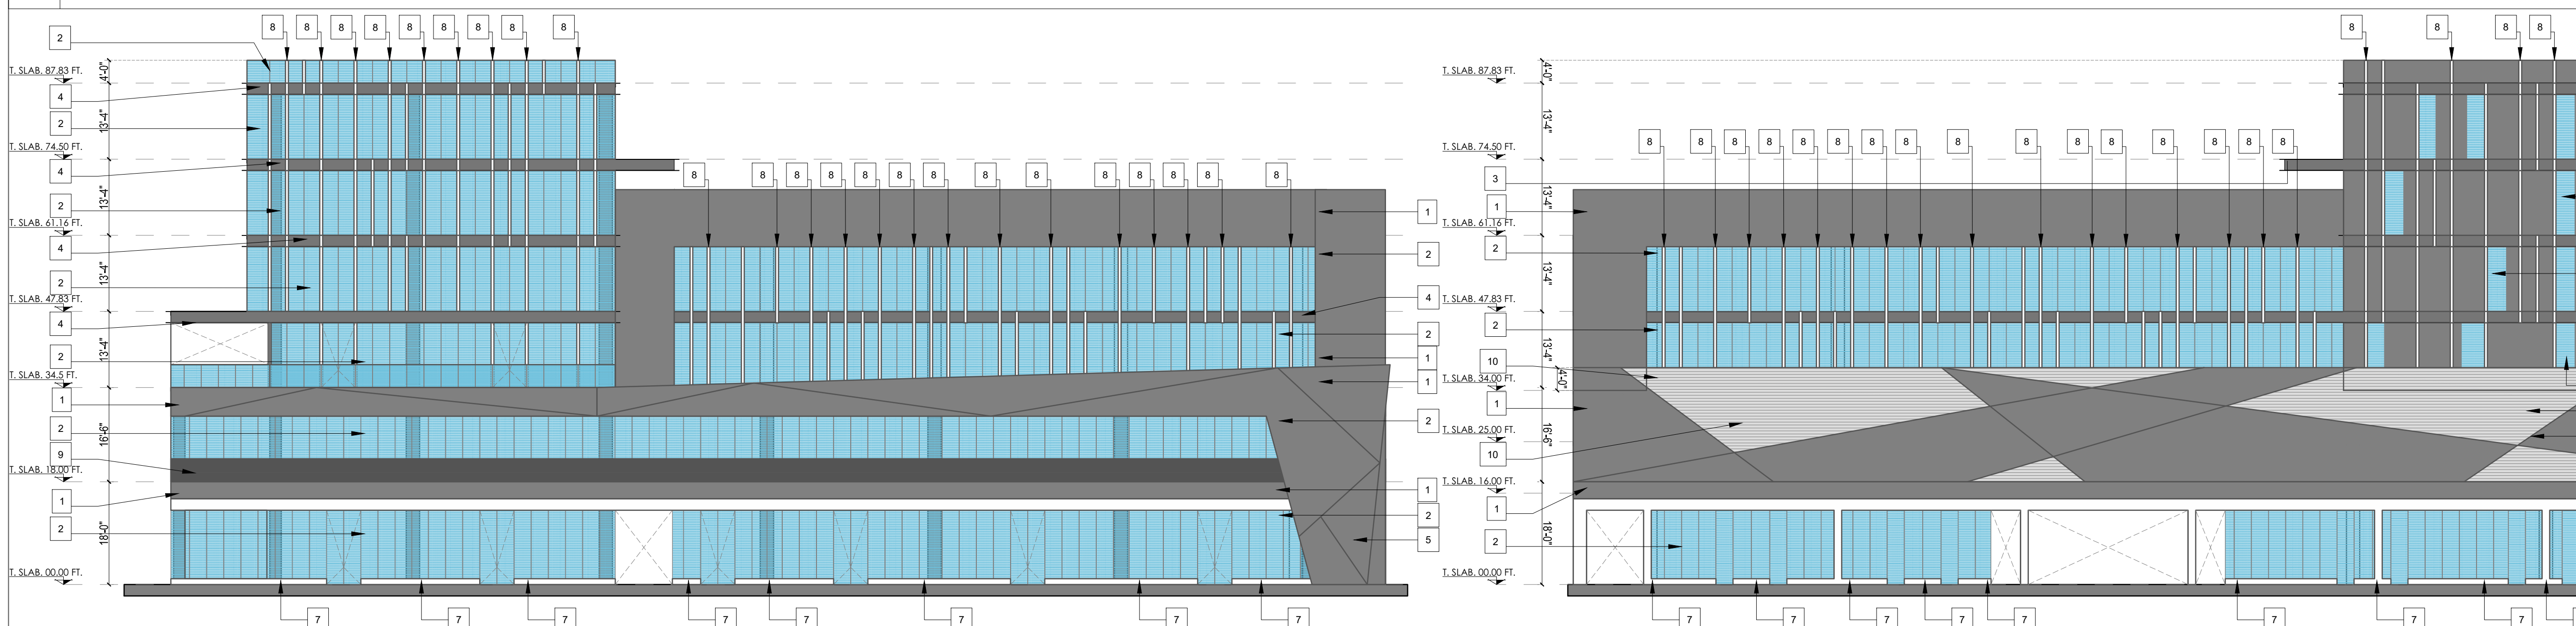 8 8 8 8 8 8 8 8 8
2
T. SLAB. 87.83 FT.
4'-0"
4
2
13'-4"
T. SLAB. 74.50 FT.
4
13'-4"
2
T. SLAB. 61.16 FT.
4
13'-4"
2
T. SLAB. 47.83 FT.
4
13'-4"
2
T. SLAB. 34.5 FT.
1
2
16'-6"
9
T. SLAB. 18.00 FT.
1
2
18'-0"
T. SLAB. 00.00 FT.
8 8 8 8 8 8 8 8 8 8 8 8 8 8
1
2
4
2
1
1
2
1
2
5
7 7 7 7 7 7 7 7
8 8 8 8
T. SLAB. 87.83 FT.
4'-0"
13'-4"
T. SLAB. 74.50 FT.
8 8 8 8 8 8 8 8 8 8 8 8 8 8 8 8
3
13'-4"
1
T. SLAB. 61.16 FT.
2
13'-4"
T. SLAB. 47.83 FT.
2
13'-4"
10
4'-0"
T. SLAB. 34.00 FT.
1
T. SLAB. 25.00 FT.
16'-6"
10
T. SLAB. 16.00 FT.
1
18'-0"
2
T. SLAB. 00.00 FT.
7 7 7 7 7 7 7 7